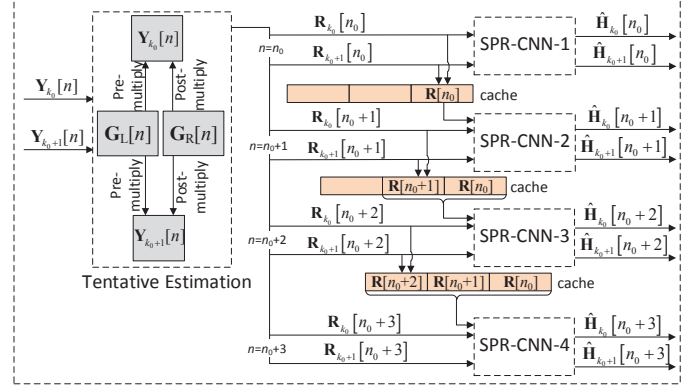 Y_{k_0}[n]
Y_{k_0+1}[n]
Y_{k_0}[n]
Pre-multiply
Post-multiply
G_L[n]
G_R[n]
Pre-multiply
Post-multiply
Y_{k_0+1}[n]
Tentative Estimation
n=n_0
R_{k_0}[n_0]
R_{k_0+1}[n_0]
SPR-CNN-1
Ĥ_{k_0}[n_0]
Ĥ_{k_0+1}[n_0]
R[n_0]
cache
n=n_0+1
R_{k_0}[n_0+1]
R_{k_0+1}[n_0+1]
SPR-CNN-2
Ĥ_{k_0}[n_0+1]
Ĥ_{k_0+1}[n_0+1]
R[n_0+1] R[n_0]
cache
n=n_0+2
R_{k_0}[n_0+2]
R_{k_0+1}[n_0+2]
SPR-CNN-3
Ĥ_{k_0}[n_0+2]
Ĥ_{k_0+1}[n_0+2]
R[n_0+2] R[n_0+1] R[n_0]
cache
n=n_0+3
R_{k_0}[n_0+3]
R_{k_0+1}[n_0+3]
SPR-CNN-4
Ĥ_{k_0}[n_0+3]
Ĥ_{k_0+1}[n_0+3]